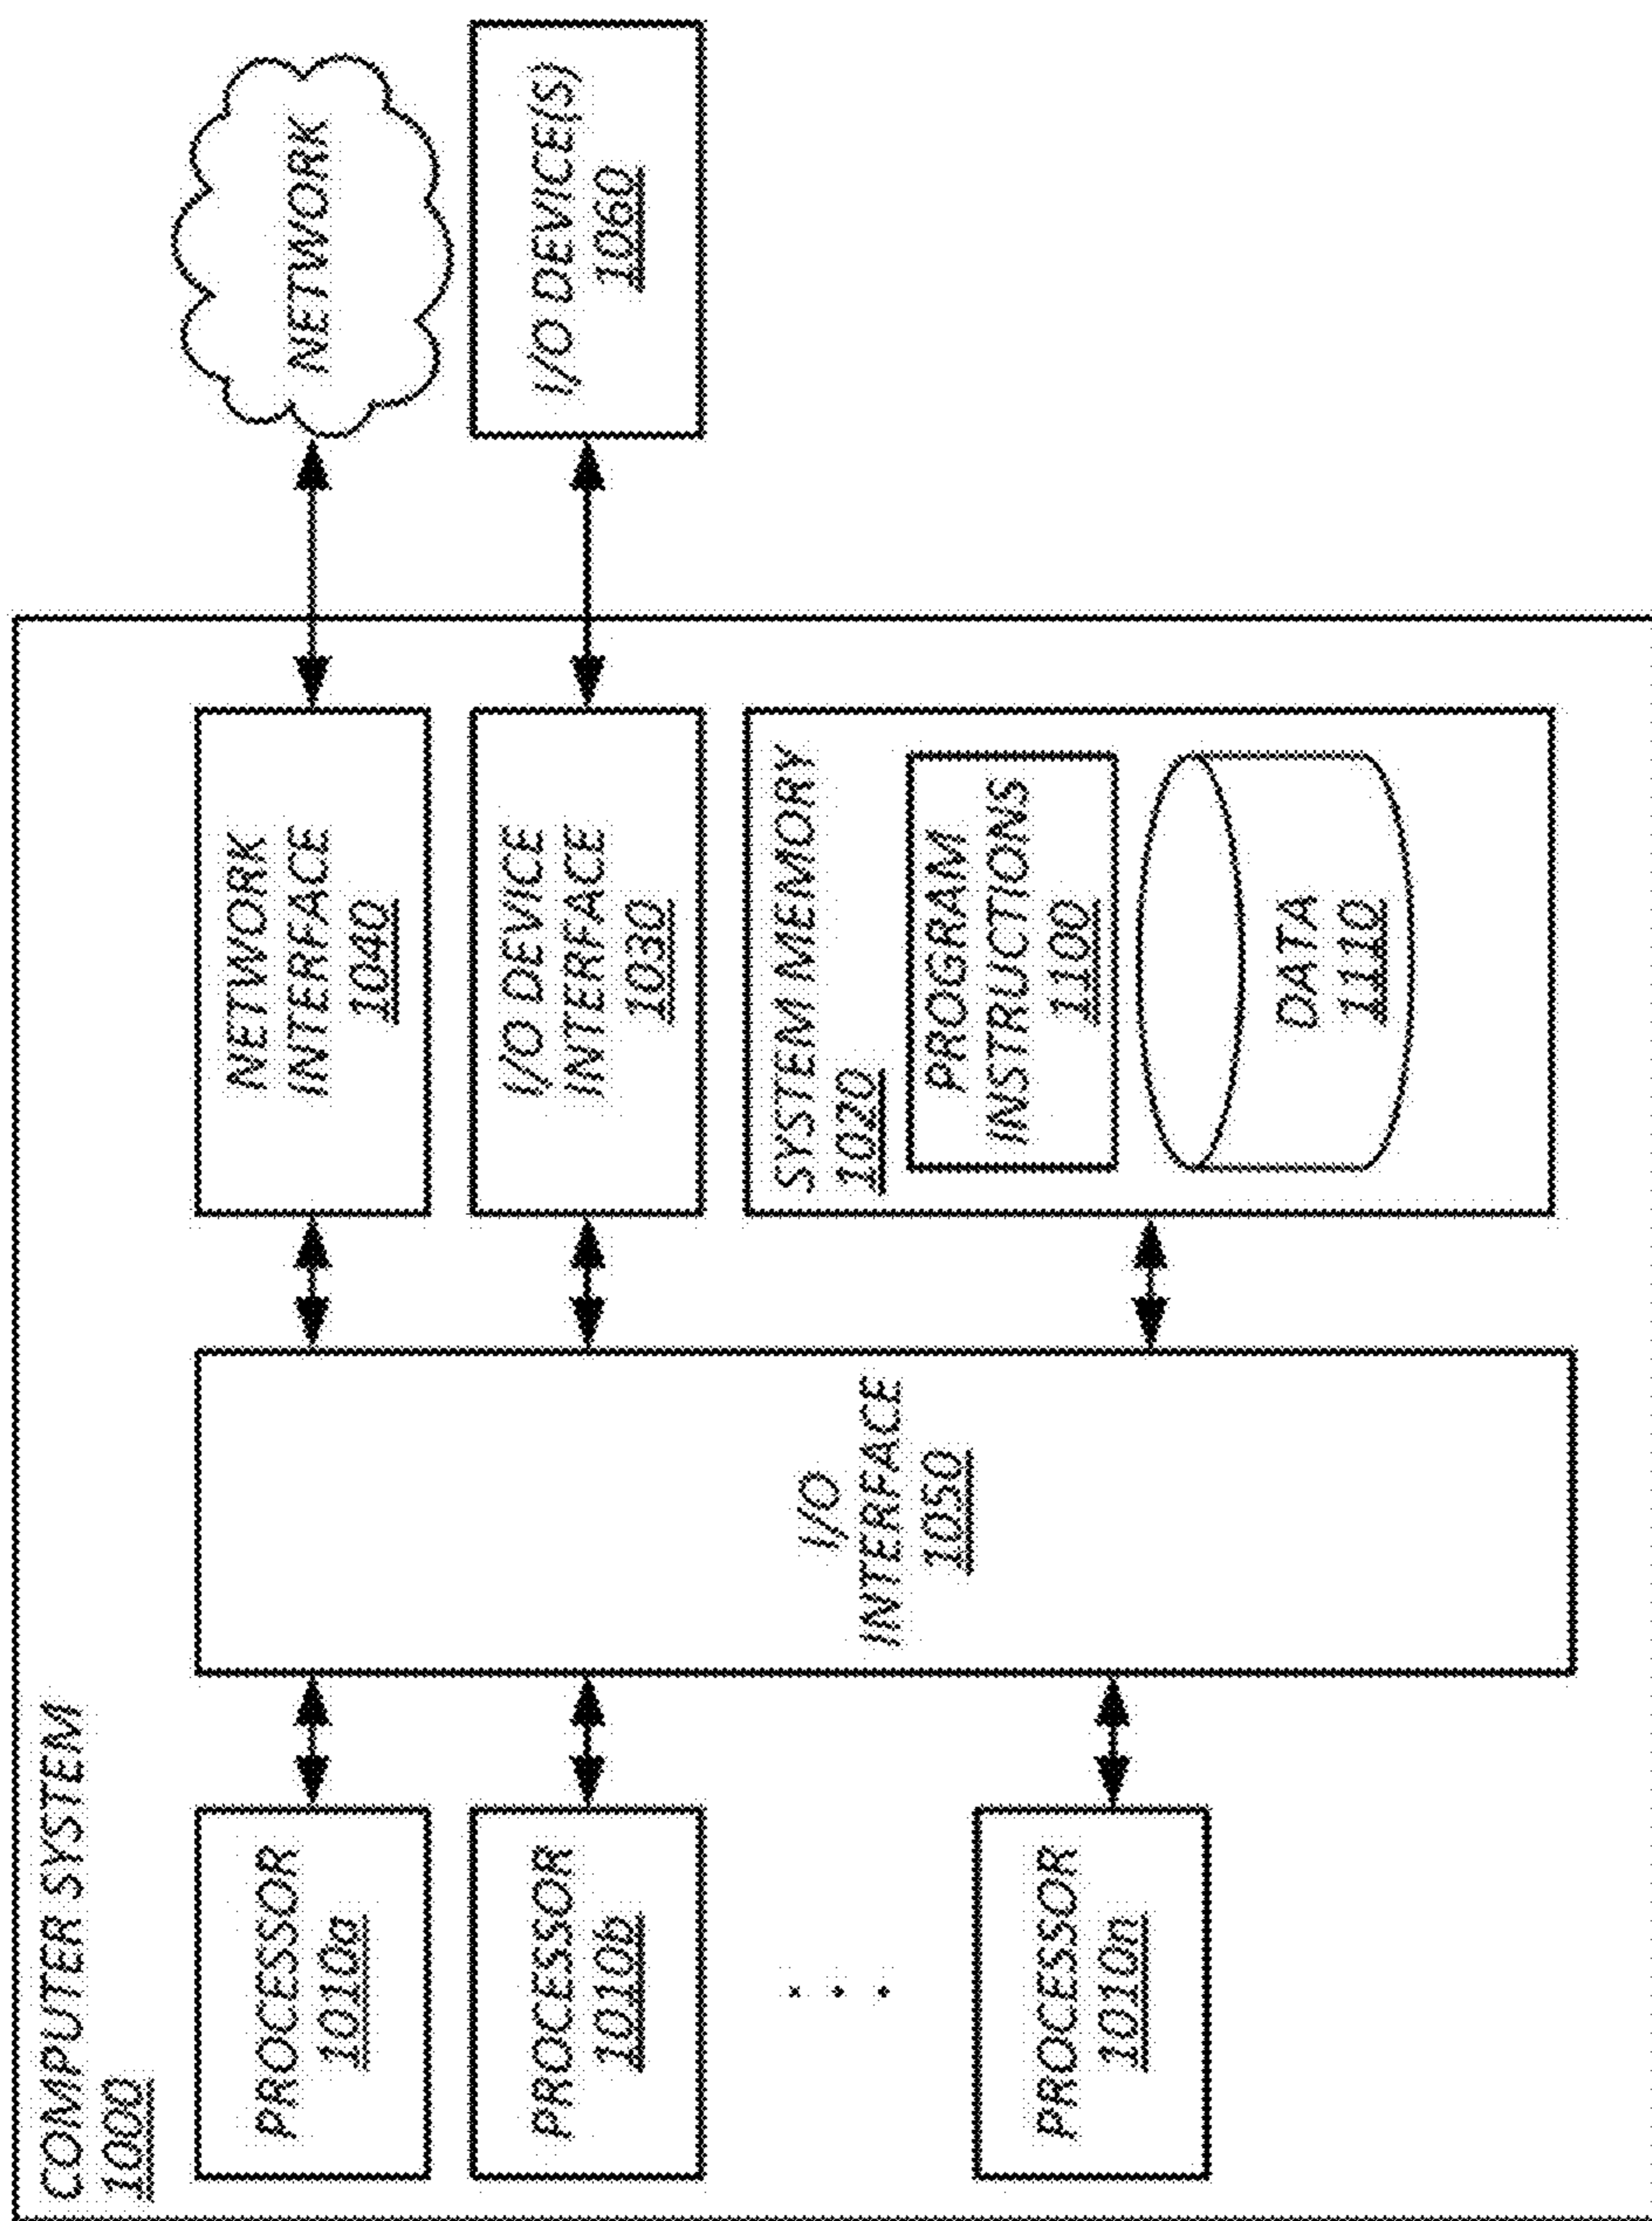 COMPUTER SYSTEM
1000
PROCESSOR
1010a
PROCESSOR
1010b
. . .
PROCESSOR
1010n
I/O
INTERFACE
1050
NETWORK
INTERFACE
1040
I/O DEVICE
INTERFACE
1030
SYSTEM MEMORY
1020
PROGRAM
INSTRUCTIONS
1100
DATA
1110
NETWORK
I/O DEVICE(S)
1060